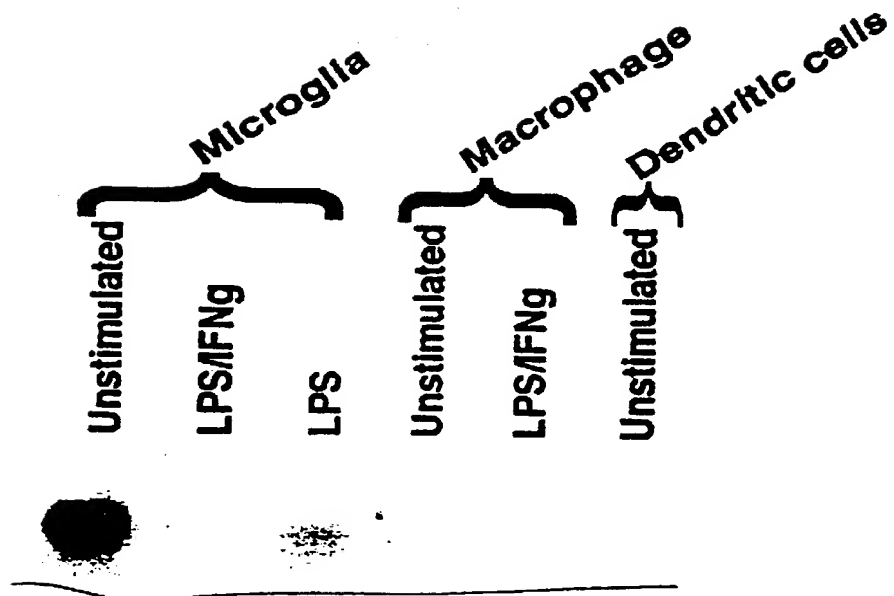 Microglia
Macrophage
Dendritic cells
Unstimulated
LPS/IFNg
LPS
Unstimulated
LPS/IFNg
Unstimulated